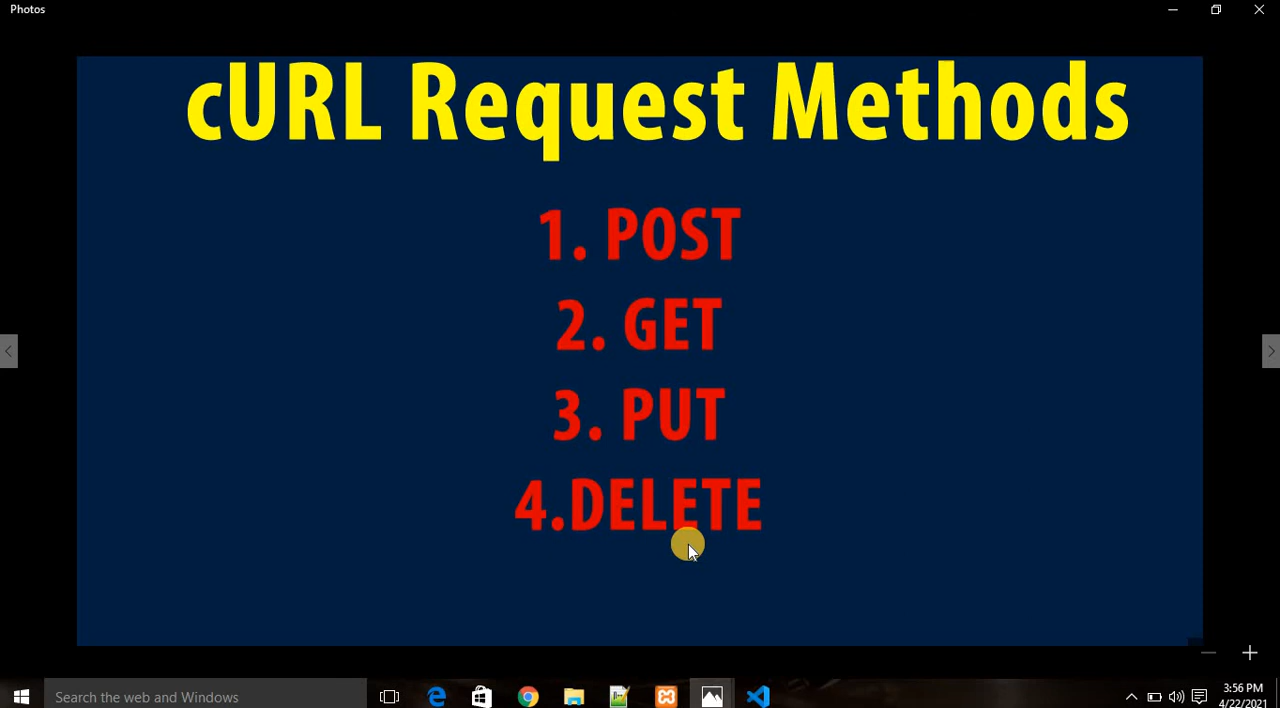 Photos
cURL Request Methods
1. POST
2. GET
3. PUT
4.DELETE
Search the web and Windows
3:56 PM
4/22/2021